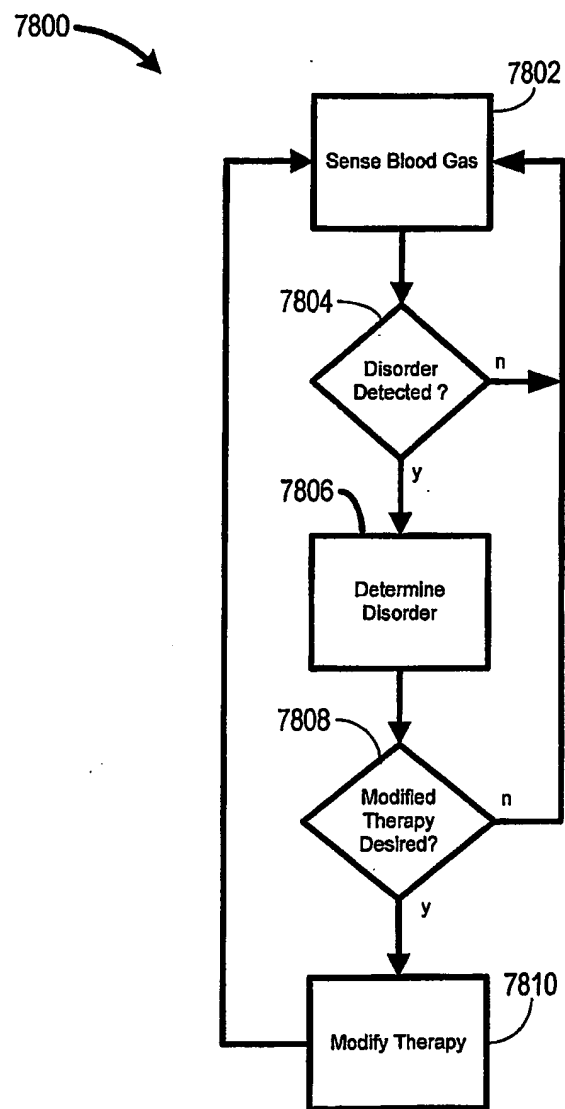 7800
7802
Sense Blood Gas
7804
Disorder
Detected ?
n
y
7806
Determine
Disorder
7808
Modified
Therapy
Desired?
n
y
7810
Modify Therapy